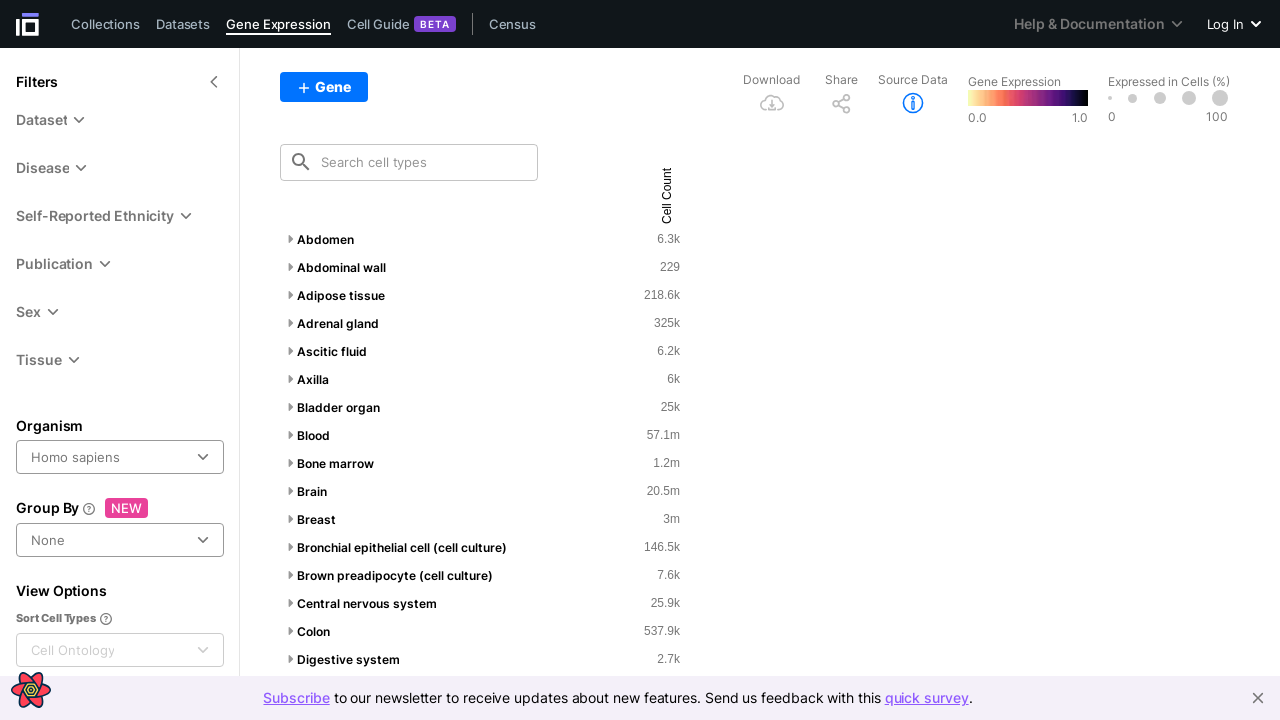 Collections Datasets Gene Expression Cell Guide BETA Census Help & Documentation Log In
Filters
Dataset
Disease
Self-Reported Ethnicity
Publication
Sex
Tissue
Organism
Homo sapiens
Group By NEW
None
View Options
Sort Cell Types
Cell Ontology
+ Gene
Download
Share
Source Data
Gene Expression
0.0 1.0
Expressed in Cells (%)
0 100
Search cell types
Cell Count
Abdomen 6.3k
Abdominal wall 229
Adipose tissue 218.6k
Adrenal gland 325k
Ascitic fluid 6.2k
Axilla 6k
Bladder organ 25k
Blood 57.1m
Bone marrow 1.2m
Brain 20.5m
Breast 3m
Bronchial epithelial cell (cell culture) 146.5k
Brown preadipocyte (cell culture) 7.6k
Central nervous system 25.9k
Colon 537.9k
Digestive system 2.7k
Subscribe to our newsletter to receive updates about new features. Send us feedback with this quick survey.